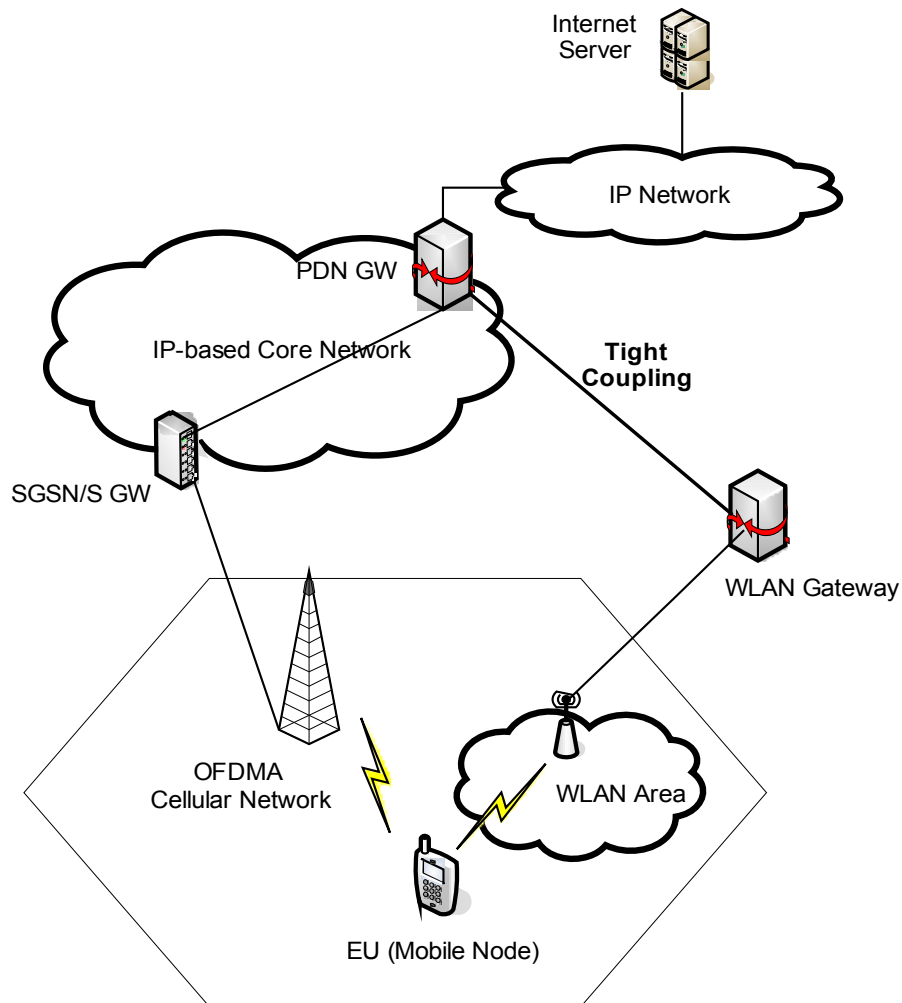 Internet
Server
IP Network
PDN GW
IP-based Core Network
Tight
Coupling
SGSN/S GW
WLAN Gateway
OFDMA
Cellular Network
WLAN Area
EU (Mobile Node)